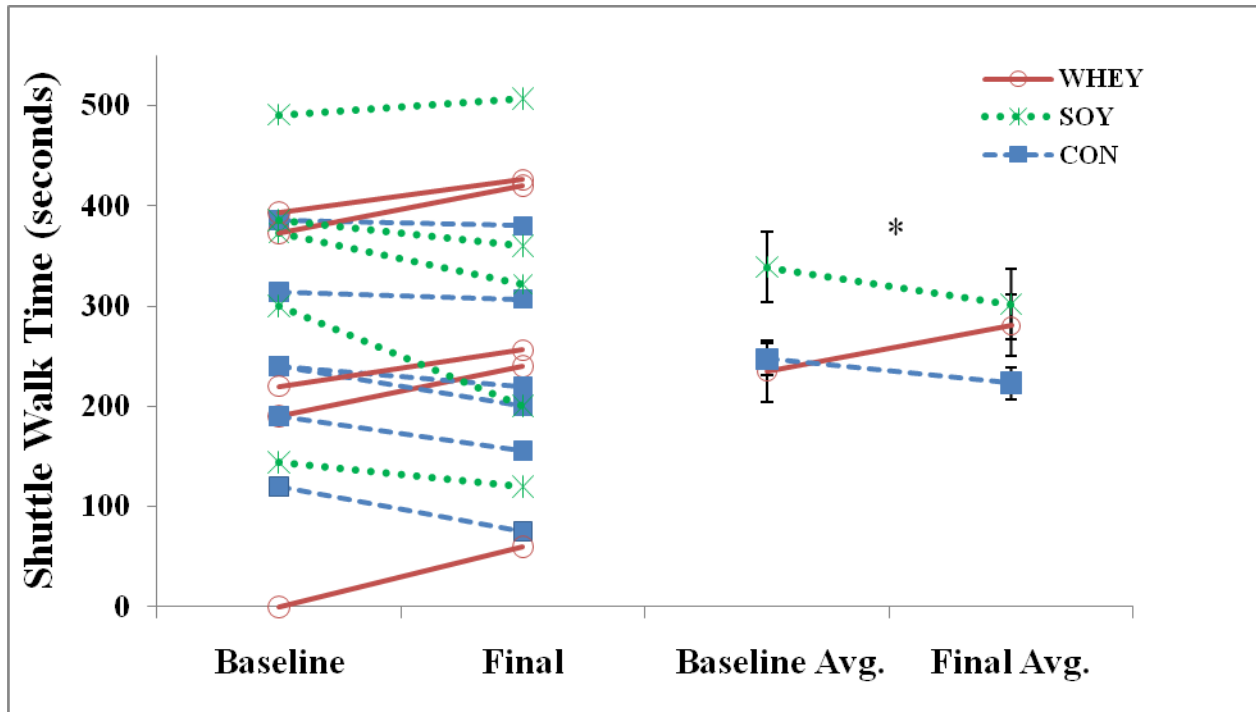 Shuttle Walk Time (seconds)
500
400
300
200
100
0
Baseline
Final
Baseline Avg.
Final Avg.
*
WHEY
SOY
CON